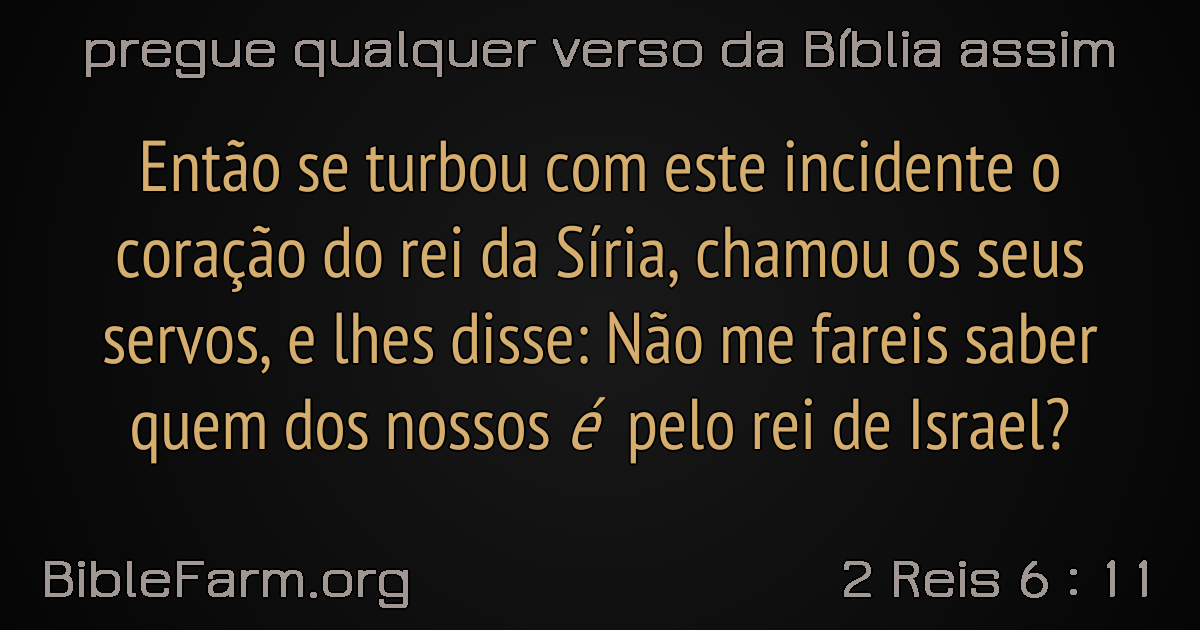 pregue qualquer verso da Bíblia assim
Então se turbou com este incidente o
coração do rei da Síria, chamou os seus
servos, e lhes disse: Não me fareis saber
quem dos nossos é pelo rei de Israel?
BibleFarm.org
2 Reis 6 : 11